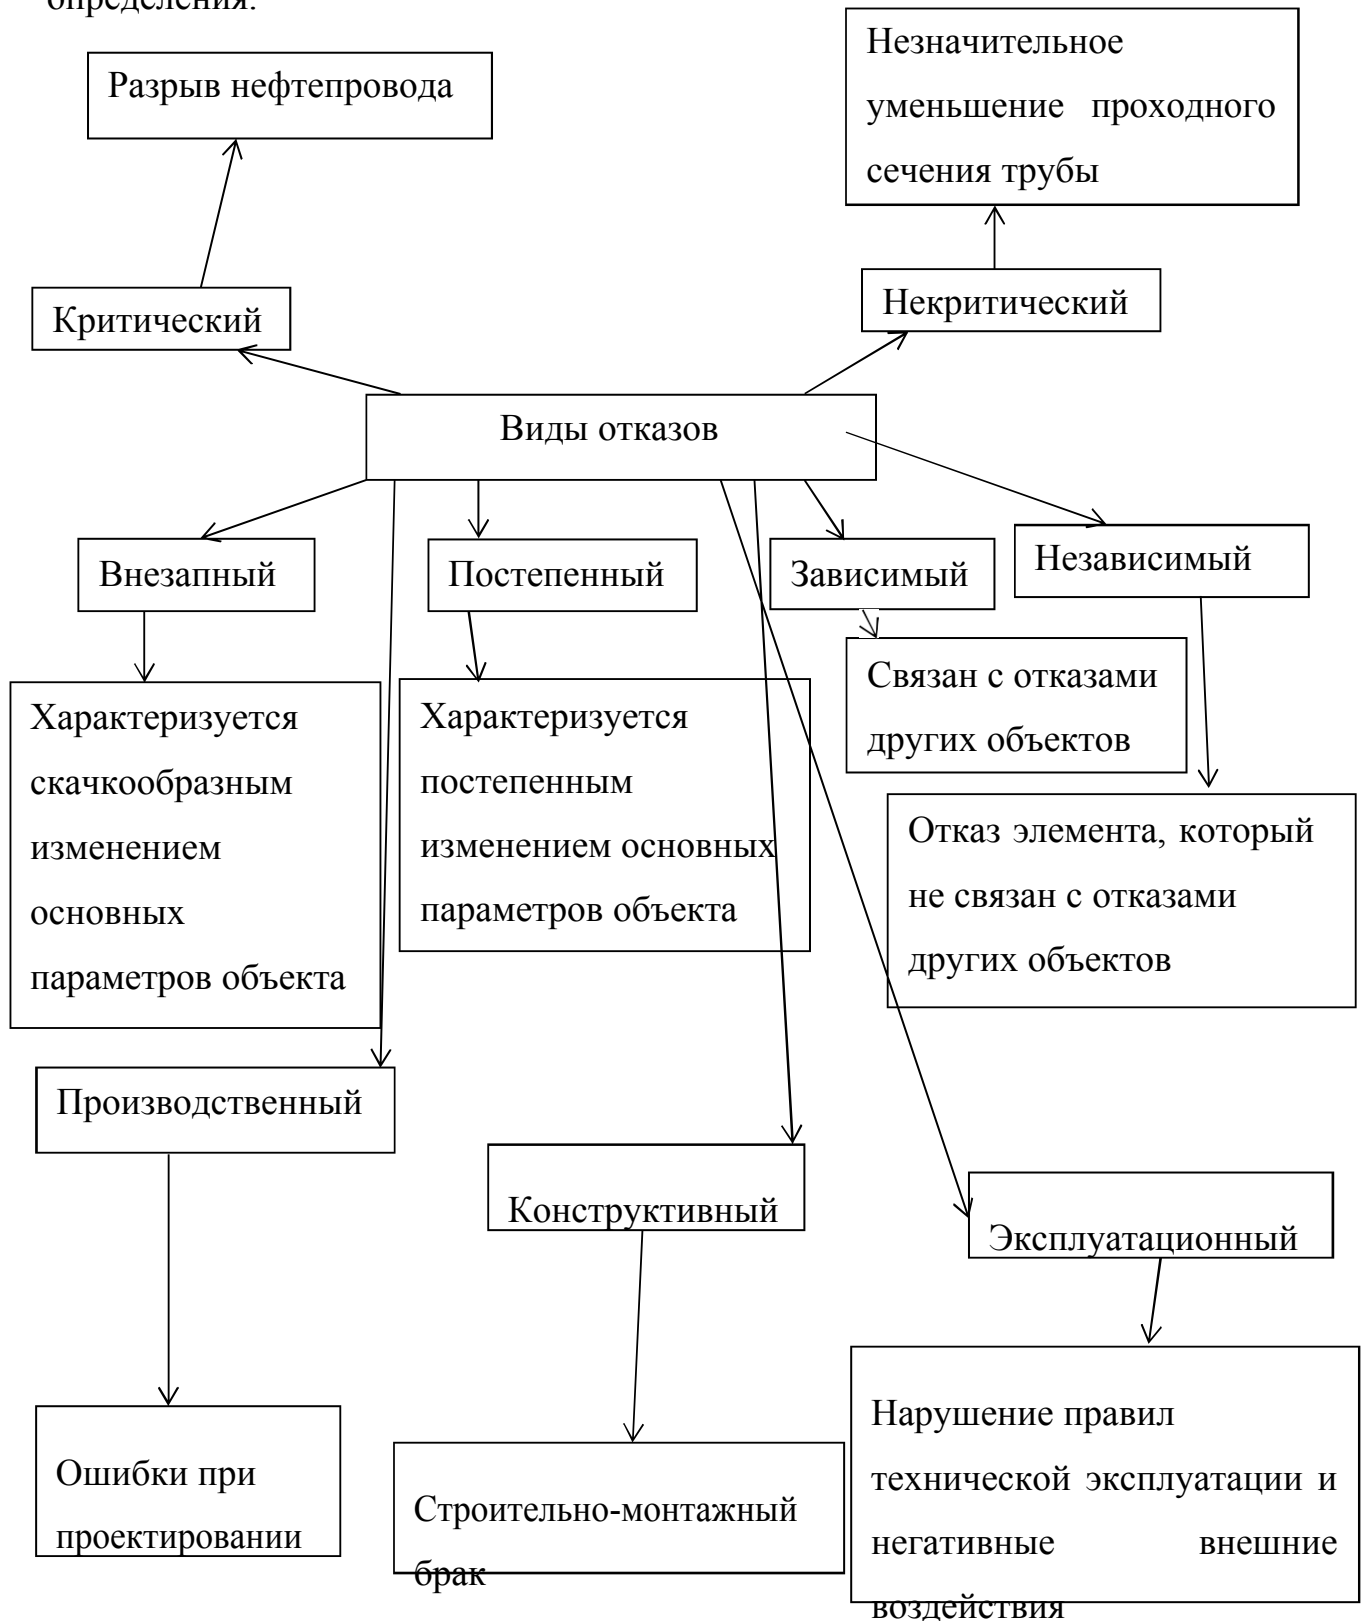 определения.
Разрыв нефтепровода
Незначительное
уменьшение проходного
сечения трубы
Критический
Некритический
Виды отказов
Внезапный
Постепенный
Зависимый
Независимый
Характеризуется
скачкообразным
изменением
основных
параметров объекта
Характеризуется
постепенным
изменением основных
параметров объекта
Связан с отказами
других объектов
Отказ элемента, который
не связан с отказами
других объектов
Производственный
Конструктивный
Эксплуатационный
Ошибки при
проектировании
Строительно-монтажный
брак
Нарушение правил
технической эксплуатации и
негативные внешние
воздействия